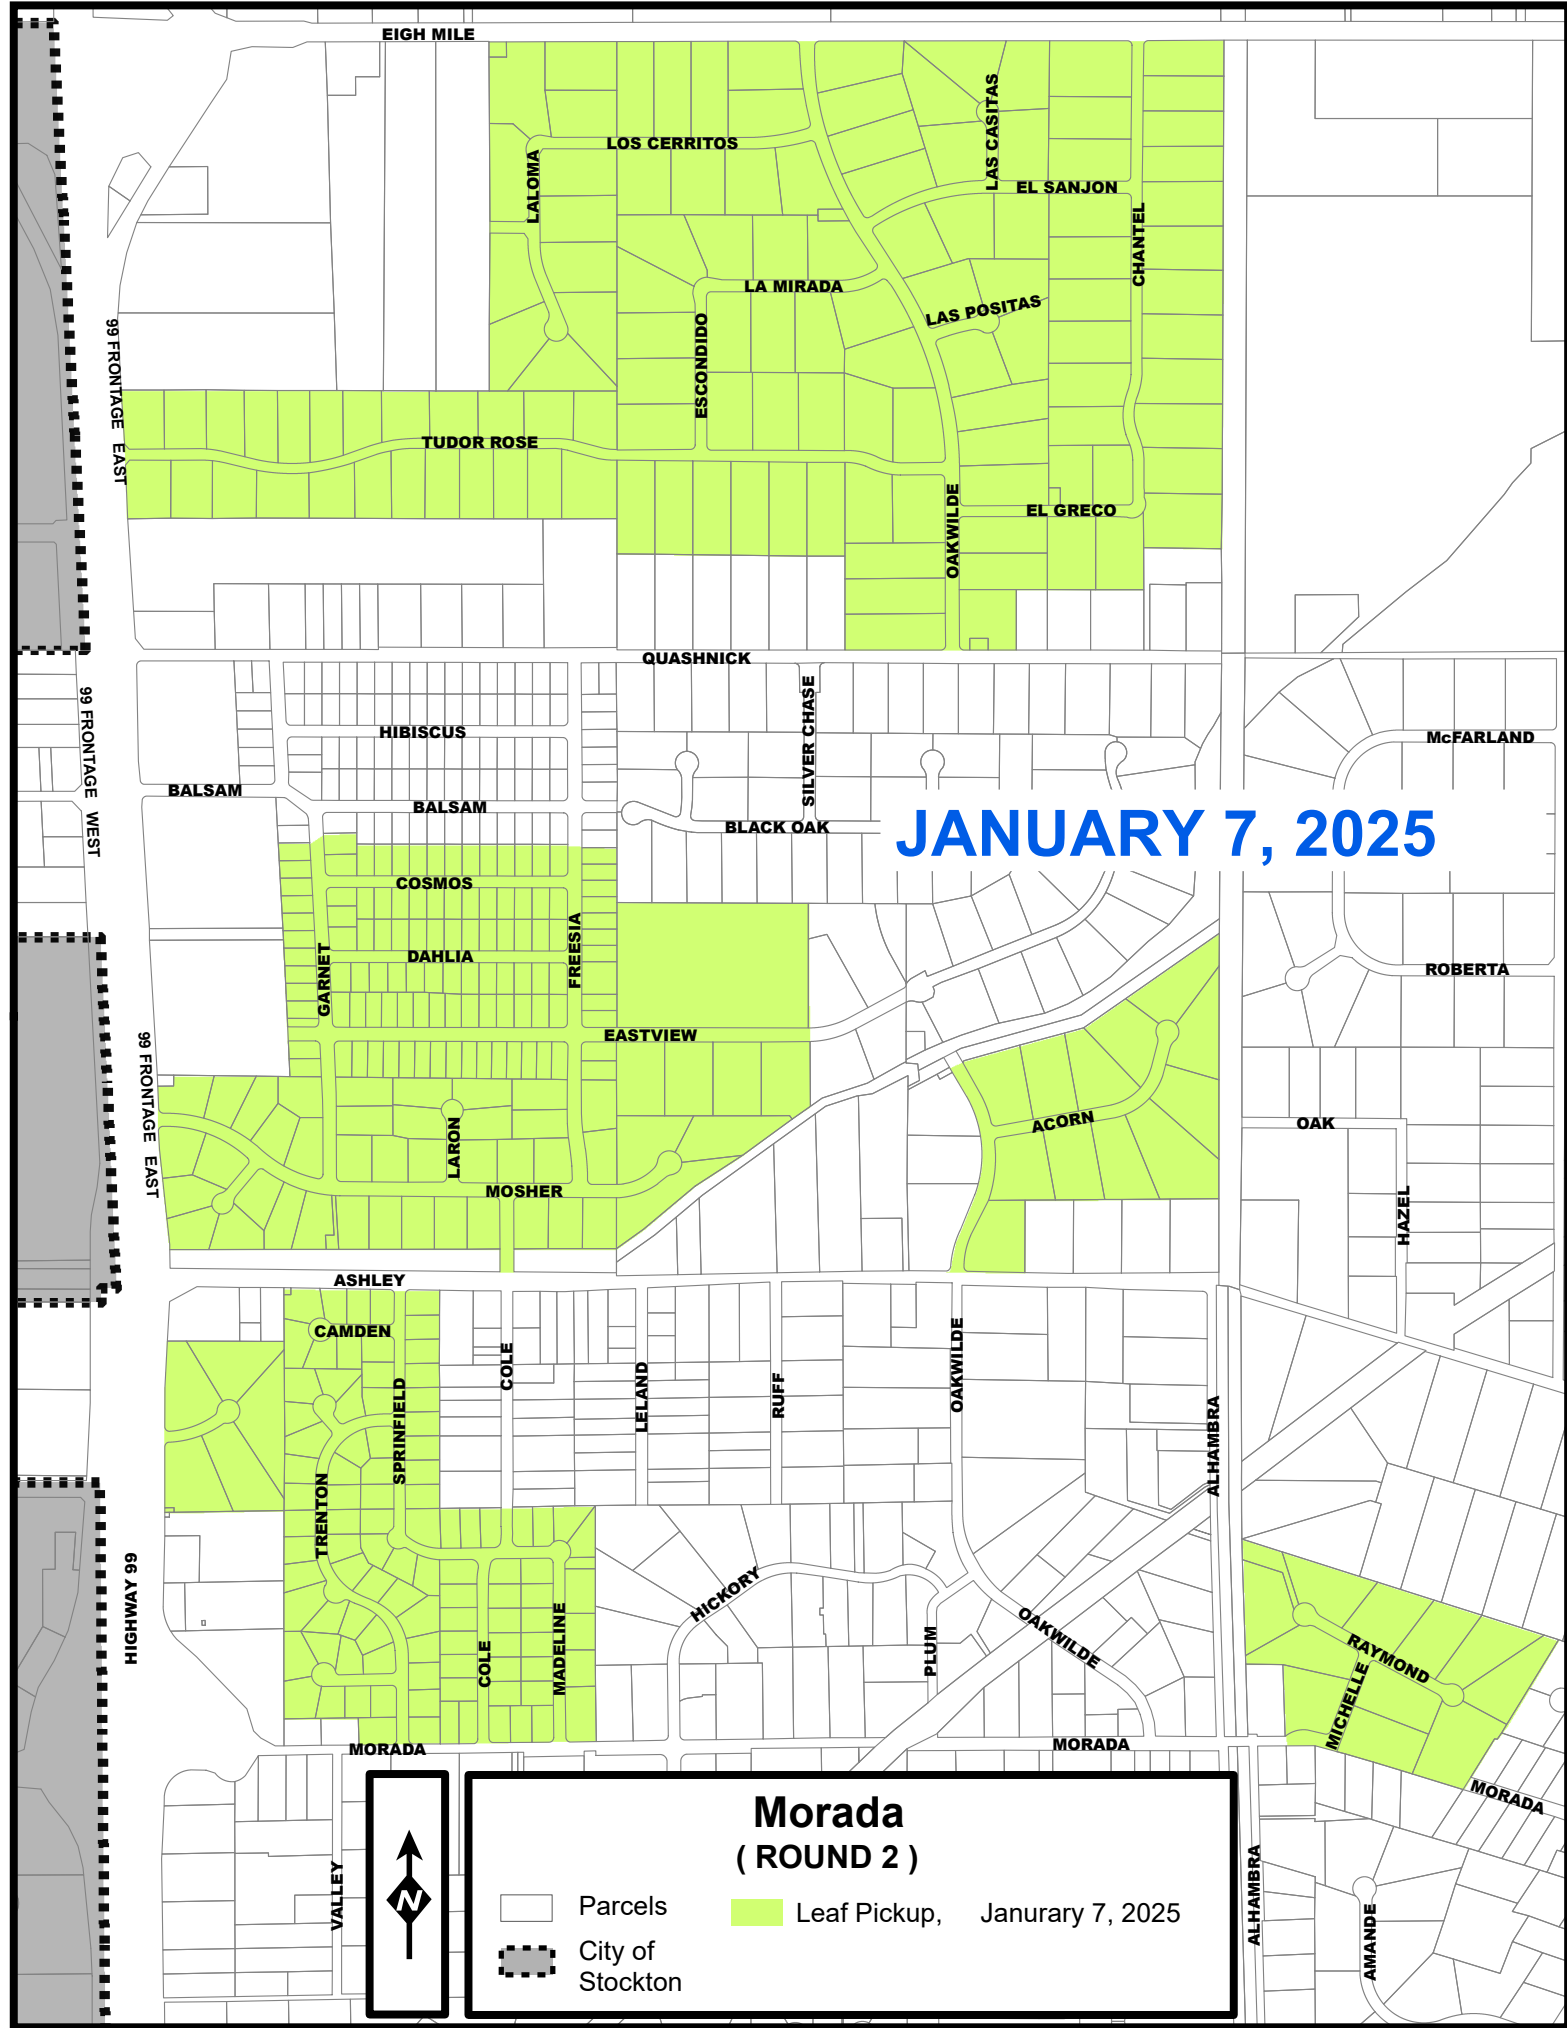 EIGH MILE
LOS CERRITOS
LALOMA
LAS CASITAS
EL SANJON
CHANTEL
LA MIRADA
LAS POSITAS
ESCONDIDO
99 FRONTAGE EAST
TUDOR ROSE
OAKWILDE
EL GRECO
QUASHNICK
99 FRONTAGE WEST
SILVER CHASE
HIBISCUS
McFARLAND
BALSAM
BALSAM
BLACK OAK
JANUARY 7, 2025
COSMOS
FREESIA
GARNET
DAHLIA
ROBERTA
EASTVIEW
99 FRONTAGE EAST
ACORN
OAK
LARON
MOSHER
HAZEL
ASHLEY
CAMDEN
COLE
LELAND
RUFF
OAKWILDE
SPRINFIELD
ALHAMBRA
TRENTON
HIGHWAY 99
HICKORY
OAKWILDE
PLUM
COLE
MADELINE
RAYMOND
MICHELLE
MORADA
MORADA
MORADA
VALLEY
ALHAMBRA
AMANDE
N
Morada
( ROUND 2 )
Parcels
Leaf Pickup, Janurary 7, 2025
City of
Stockton